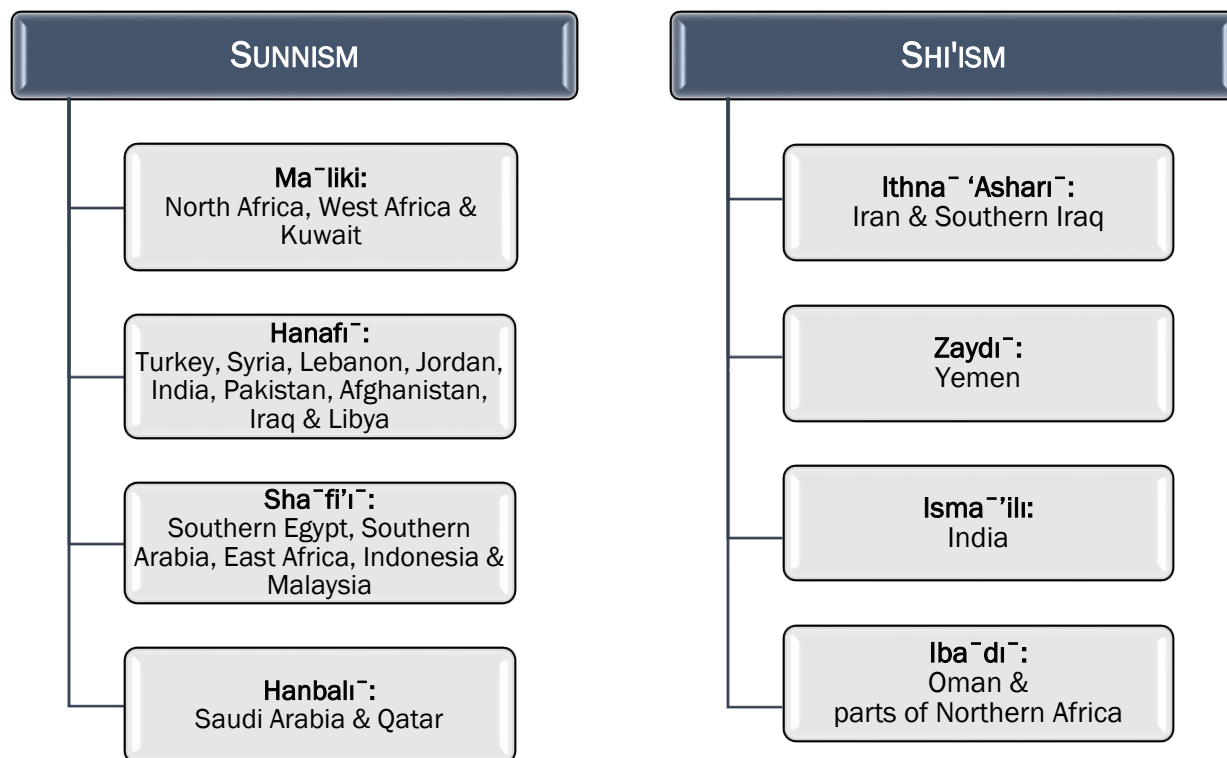 SUNNISM
Ma¯liki:
North Africa, West Africa &
Kuwait
Hanafı¯:
Turkey, Syria, Lebanon, Jordan,
India, Pakistan, Afghanistan,
Iraq & Libya
Sha¯fi’ı¯:
Southern Egypt, Southern
Arabia, East Africa, Indonesia &
Malaysia
Hanbalı¯:
Saudi Arabia & Qatar
SHI'ISM
Ithna¯ ‘Asharı¯:
Iran & Southern Iraq
Zaydı¯:
Yemen
Isma¯’ilı:
India
Iba¯dı¯:
Oman &
parts of Northern Africa